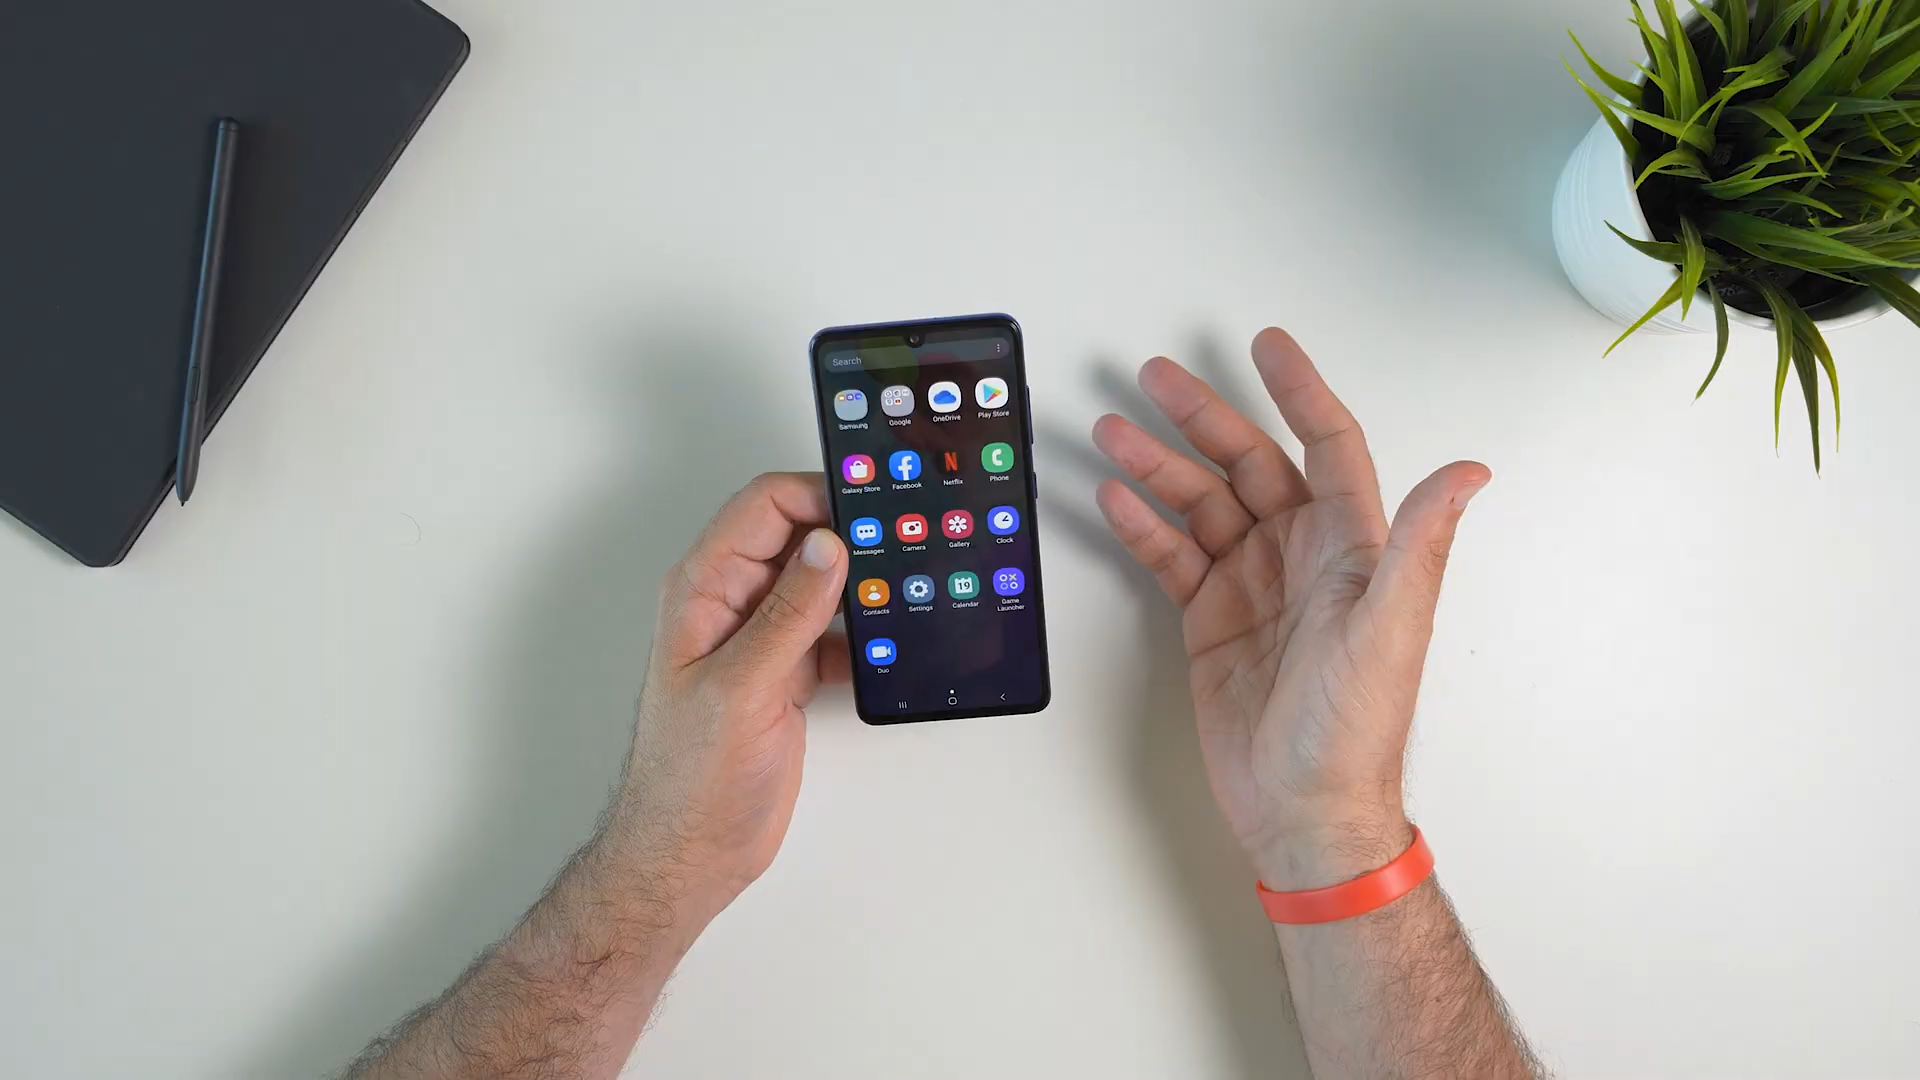 Search
Samsung Google OneDrive Play Store
Galaxy Store Facebook N Netflix Phone
Messages Camera Gallery Clock
Contacts Settings 19 Calendar Game
Launcher
Duo